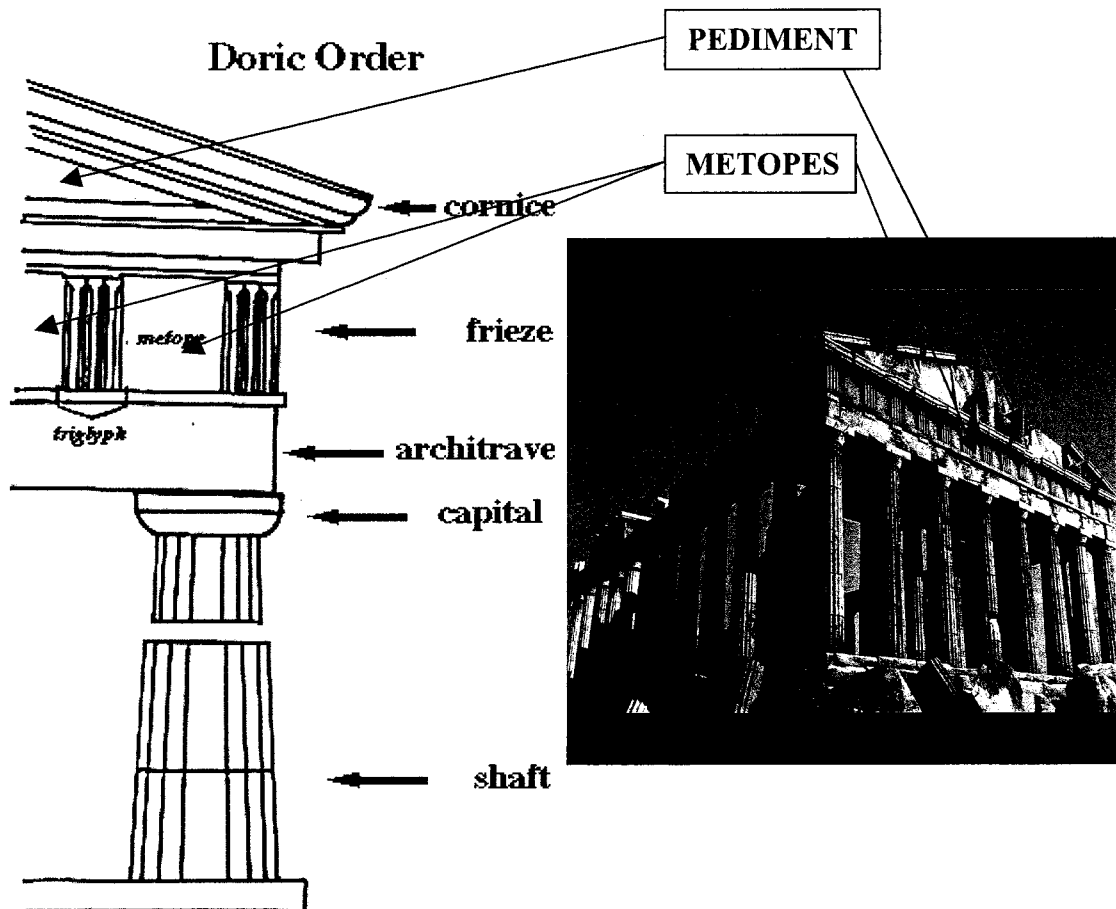 PEDIMENT
Doric Order
METOPES
cornice
metope
frieze
triglyph
architrave
capital
shaft